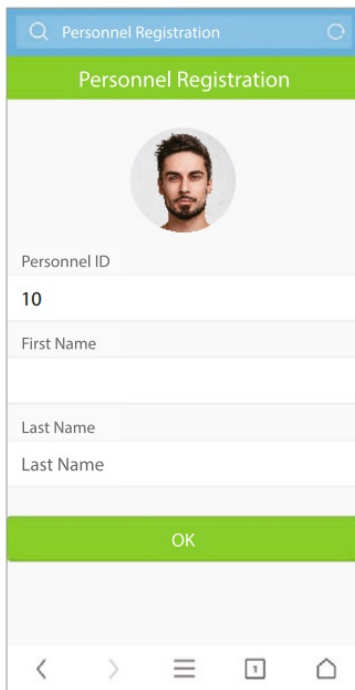 Personnel Registration
Personnel Registration
Personnel ID
10
First Name
Last Name
Last Name
OK
1